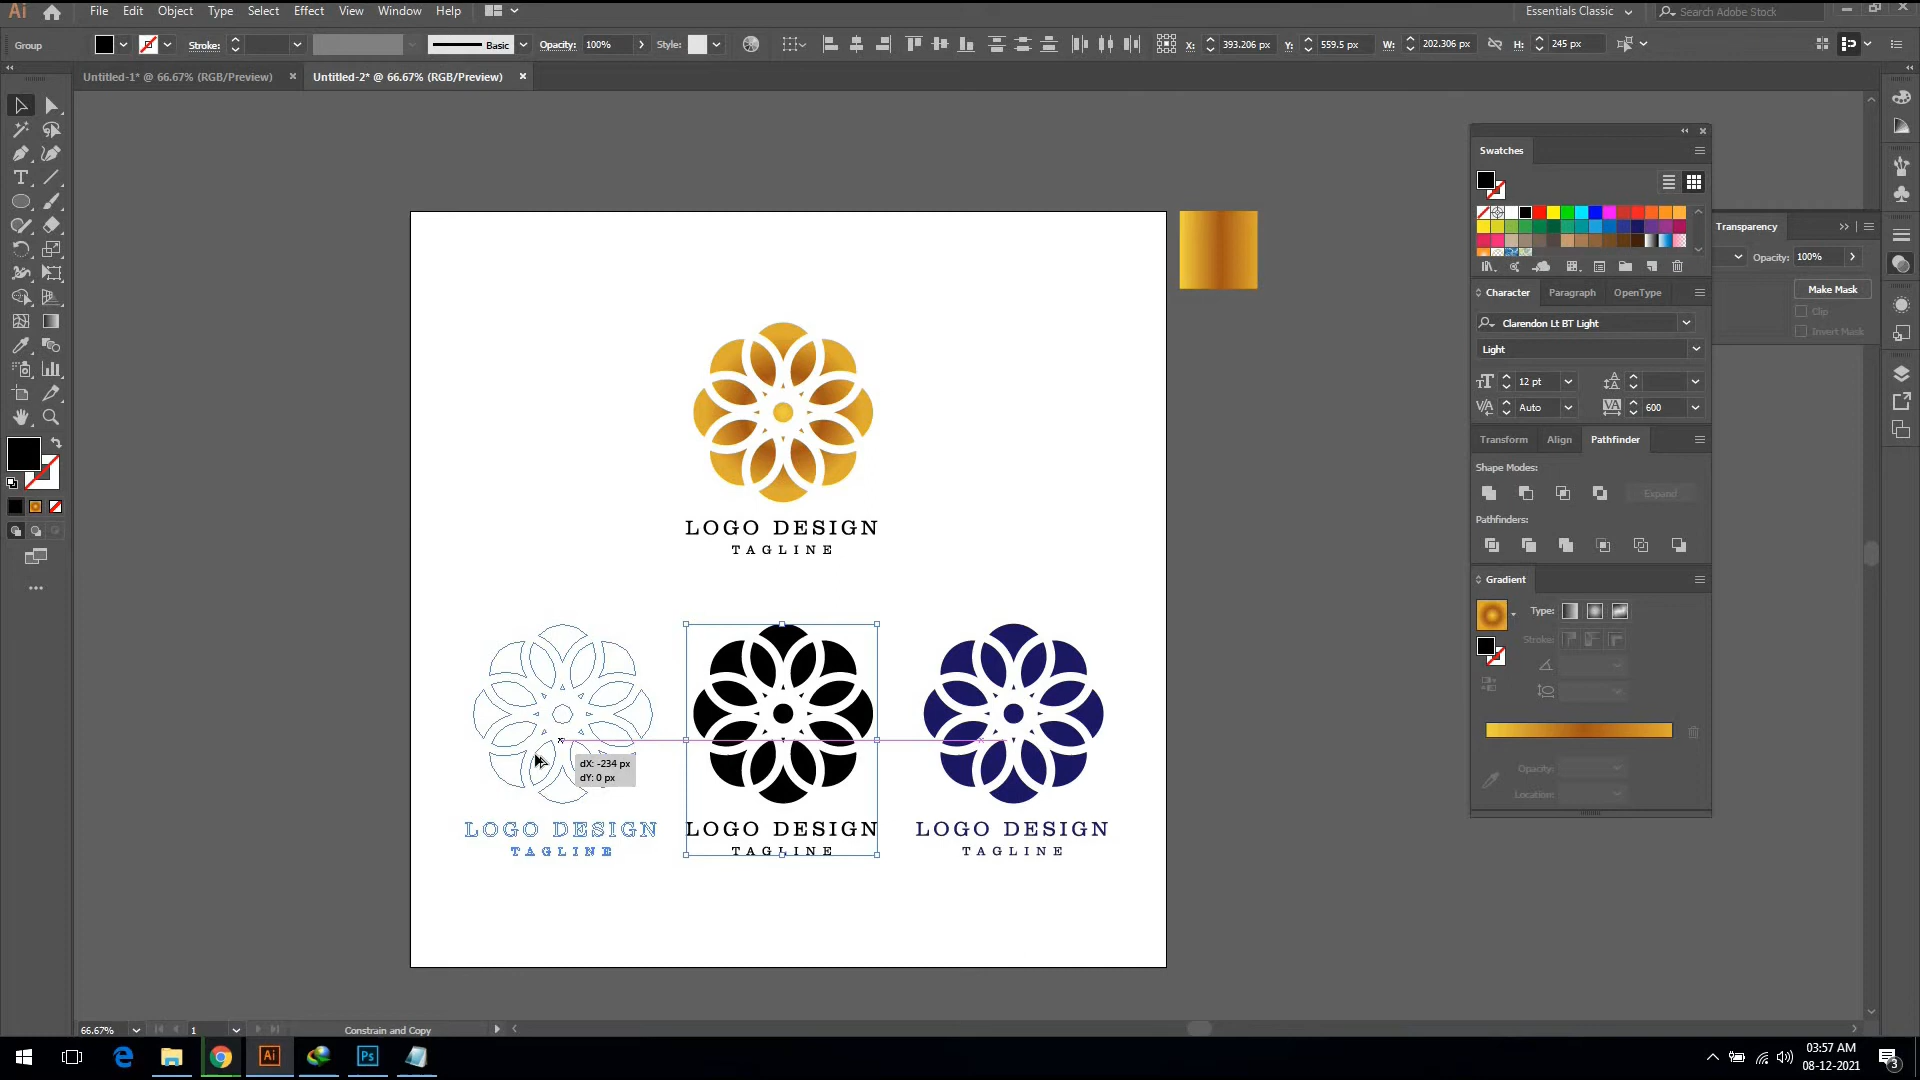 Ai File Edit Object Type Select Effect View Window Help Essentials Classic Search Adobe Stock
Group Stroke: Basic Opacity: 100% Style: X: 393.206 px Y: 559.5 px W: 202.306 px H: 245 px
Untitled-1* @ 66.67% (RGB/Preview) × Untitled-2* @ 66.67% (RGB/Preview) ×
Swatches
Transparency
Opacity: 100%
Make Mask
Clip
Invert Mask
Character Paragraph OpenType
Clarendon Lt BT Light
Light
12 pt
Auto 600
Transform Align Pathfinder
Shape Modes:
Expand
Pathfinders:
Gradient
Type:
Stroke:
Opacity:
Location:
LOGO DESIGN
TAGLINE
dX: -234 px
dY: 0 px
LOGO DESIGN LOGO DESIGN LOGO DESIGN
TAGLINE TAGLINE TAGLINE
66.67% 1 Constrain and Copy
Ai Ps
03:57 AM
08-12-2021
3